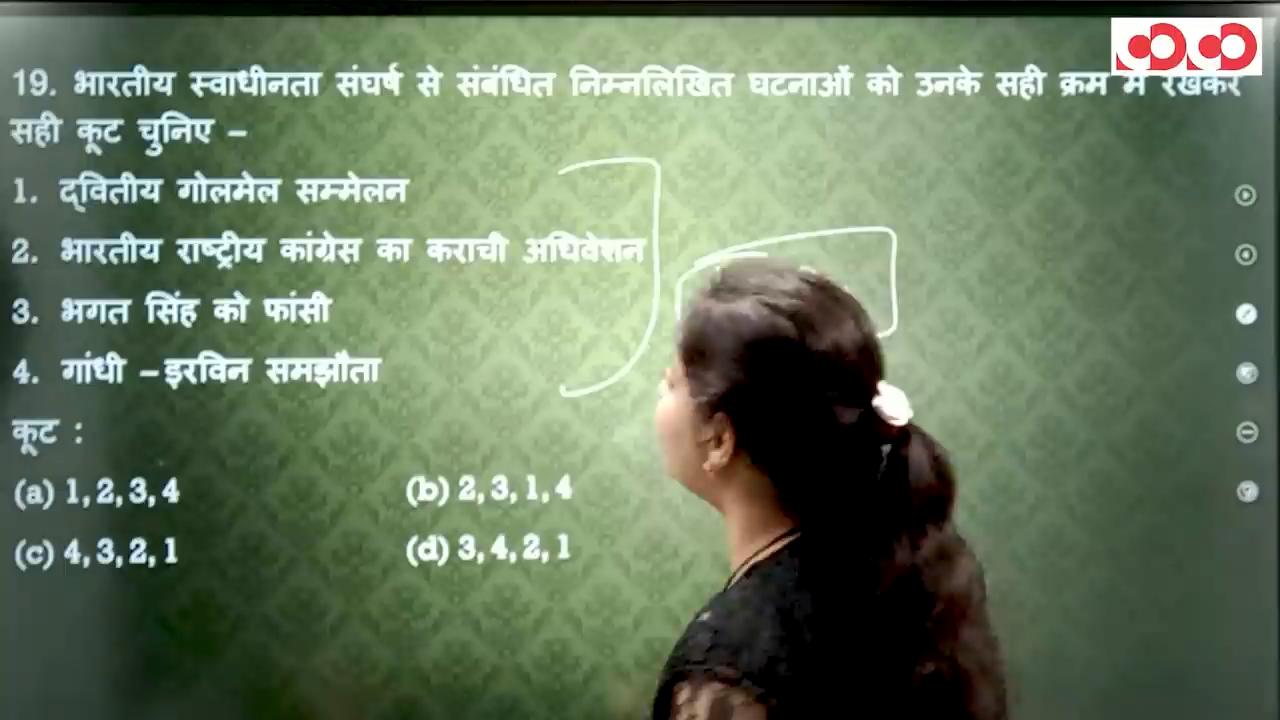 19. भारतीय स्वाधीनता संघर्ष से संबंधित निम्नलिखित घटनाओं को उनके सही क्रम में रखकर
सही कूट चुनिए –
1. द्वितीय गोलमेल सम्मेलन
2. भारतीय राष्ट्रीय कांग्रेस का कराची अधिवेशन
3. भगत सिंह को फांसी
4. गांधी –इरविन समझौता
कूट :
(a) 1, 2, 3, 4 (b) 2, 3, 1, 4
(c) 4, 3, 2, 1 (d) 3, 4, 2, 1